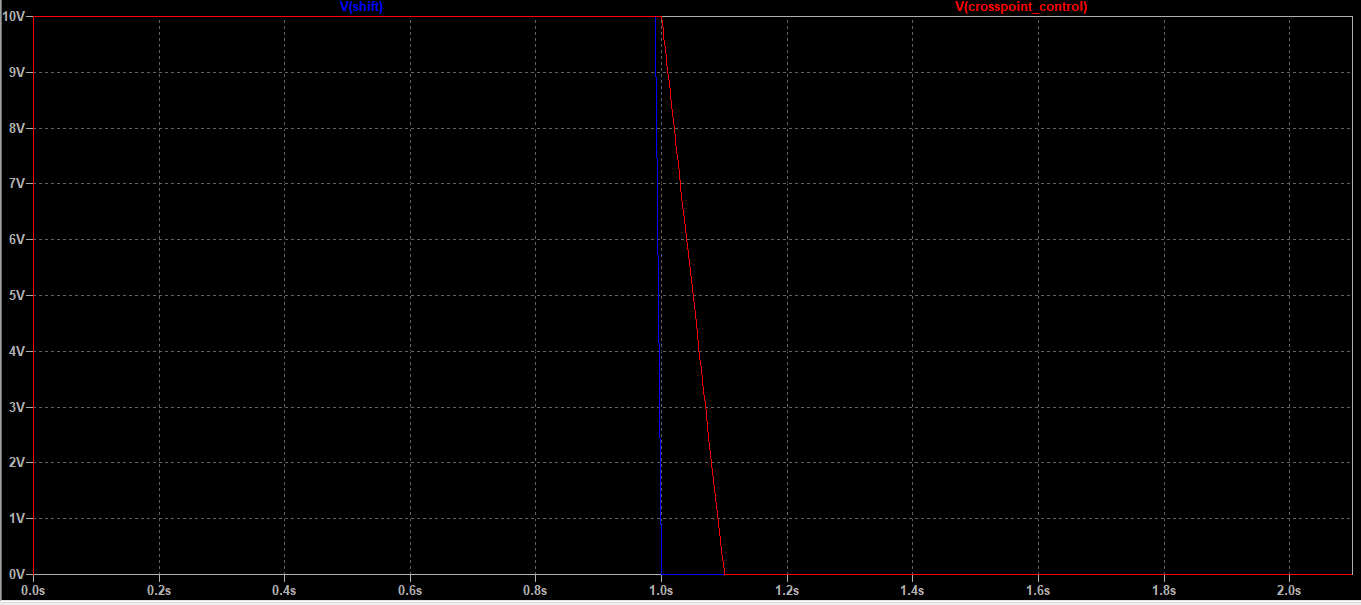 V(shift) V(crosspoint_control)
10V
9V
8V
7V
6V
5V
4V
3V
2V
1V
0V
0.0s 0.2s 0.4s 0.6s 0.8s 1.0s 1.2s 1.4s 1.6s 1.8s 2.0s